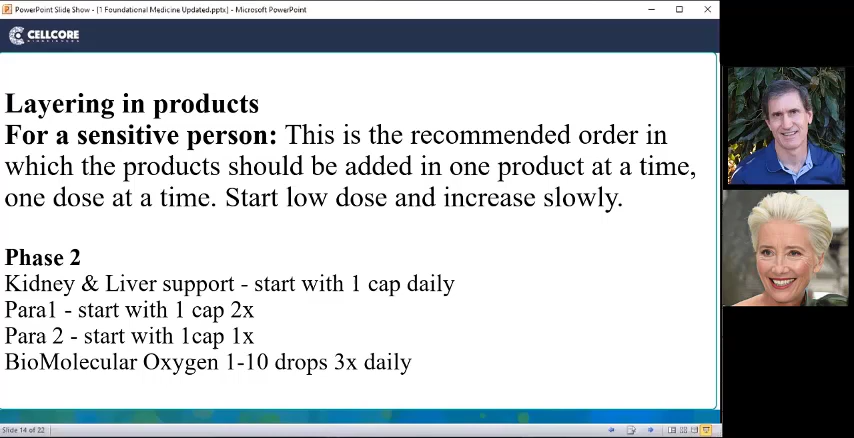 PowerPoint Slide Show - [1 Foundational Medicine Updated.pptx] - Microsoft PowerPoint
CELLCORE
Layering in products
For a sensitive person: This is the recommended order in
which the products should be added in one product at a time,
one dose at a time. Start low dose and increase slowly.
Phase 2
Kidney & Liver support - start with 1 cap daily
Para1 - start with 1 cap 2x
Para 2 - start with 1cap 1x
BioMolecular Oxygen 1-10 drops 3x daily
Slide 14 of 22